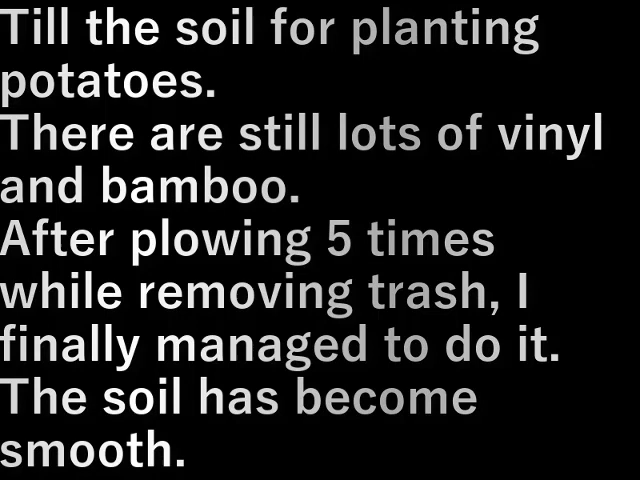 Till the soil for planting
potatoes.
There are still lots of vinyl
and bamboo.
After plowing 5 times
while removing trash, I
finally managed to do it.
The soil has become
smooth.